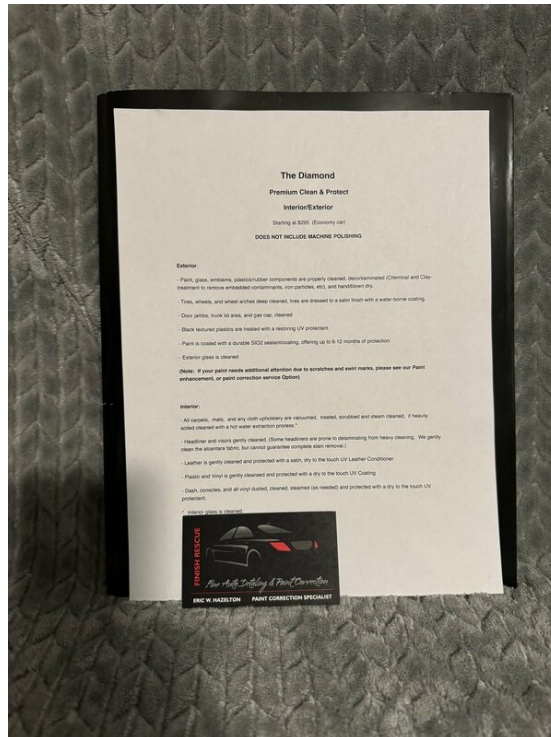 The Diamond
Premium Clean & Protect
Interior/Exterior
Starting at $295. (Economy car)
DOES NOT INCLUDE MACHINE POLISHING
Exterior:
- Paint, glass, emblems, plastics/rubber components are properly cleaned, decontaminated (Chemical and Clay-
treatment to remove embedded contaminants, iron particles, etc), and hand/blown dry.
- Tires, wheels, and wheel arches deep cleaned, tires are dressed to a satin finish with a water-borne coating.
- Door jambs, trunk lid area, and gas cap, cleaned
- Black textured plastics are treated with a restoring UV protectant.
- Paint is coated with a durable SIO2 sealant/coating, offering up to 6-12 months of protection
- Exterior glass is cleaned
(Note: If your paint needs additional attention due to scratches and swirl marks, please see our Paint
enhancement, or paint correction service Option)
Interior:
- All carpets, mats, and any cloth upholstery are vacuumed, treated, scrubbed and steam cleaned, if heavily
soiled cleaned with a hot water extraction process.*
- Headliner and visors gently cleaned. (Some headliners are prone to delaminating from heavy cleaning. We gently
clean the alcantara fabric, but cannot guarantee complete stain removal.)
- Leather is gently cleaned and protected with a satin, dry to the touch UV Leather Conditioner
- Plastic and Vinyl is gently cleansed and protected with a dry to the touch UV Coating
- Dash, consoles, and all vinyl dusted, cleaned, steamed (as needed) and protected with a dry to the touch UV
protectant.
* Interior glass is cleaned.
FINISH RESCUE
Fine Auto Detailing & Paint Correction
ERIC W. HAZELTON PAINT CORRECTION SPECIALIST